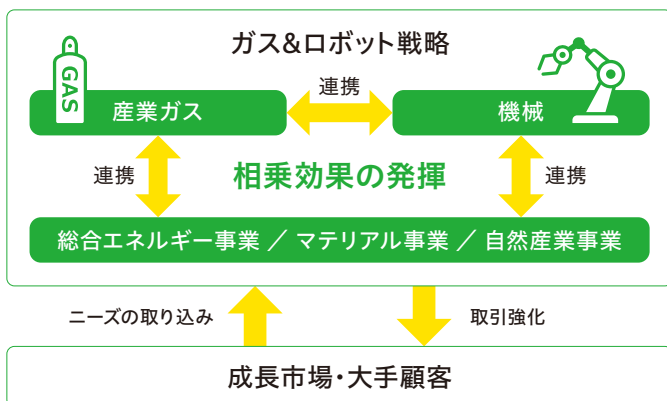 ガス&ロボット戦略
GAS
連携
産業ガス
機械
連携
相乗効果の発揮
連携
総合エネルギー事業 ／ マテリアル事業 ／ 自然産業事業
ニーズの取り込み
取引強化
成長市場・大手顧客